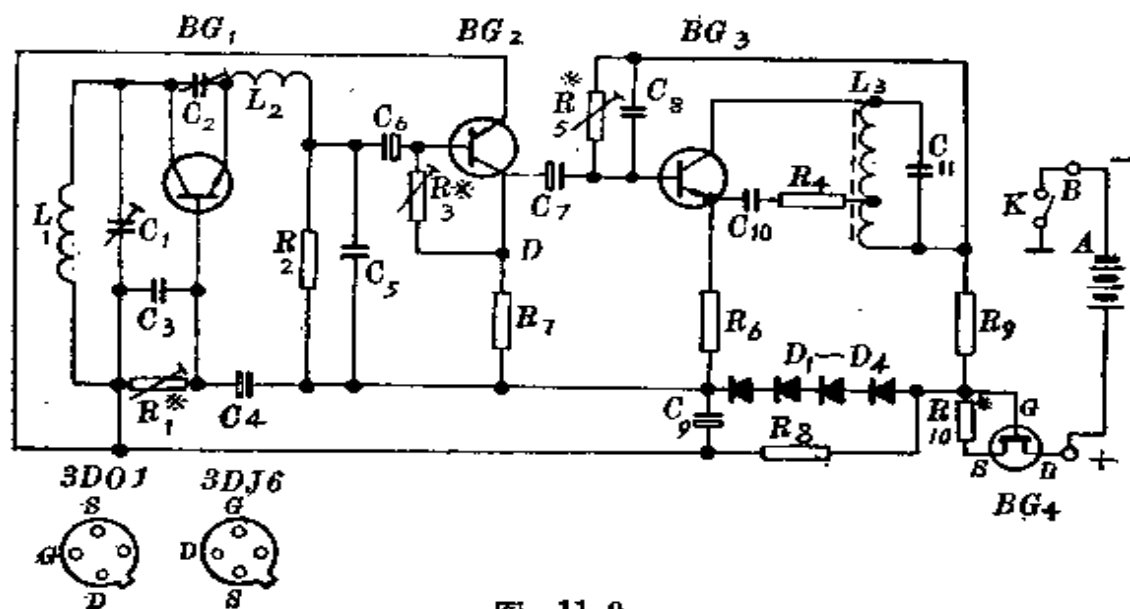 BG1 BG2 BG3
C2 L2 C6 R*5 C8 L3 C11
L1 C1 R*3 C7 R4 K B −
R2 C5 D C10 A
C3 R7 R6 R9
D1—D4
R*1 C4 C9 R8 R*10 G
S D +
3DO1 3DJ6 BG4
S G
G D
D S